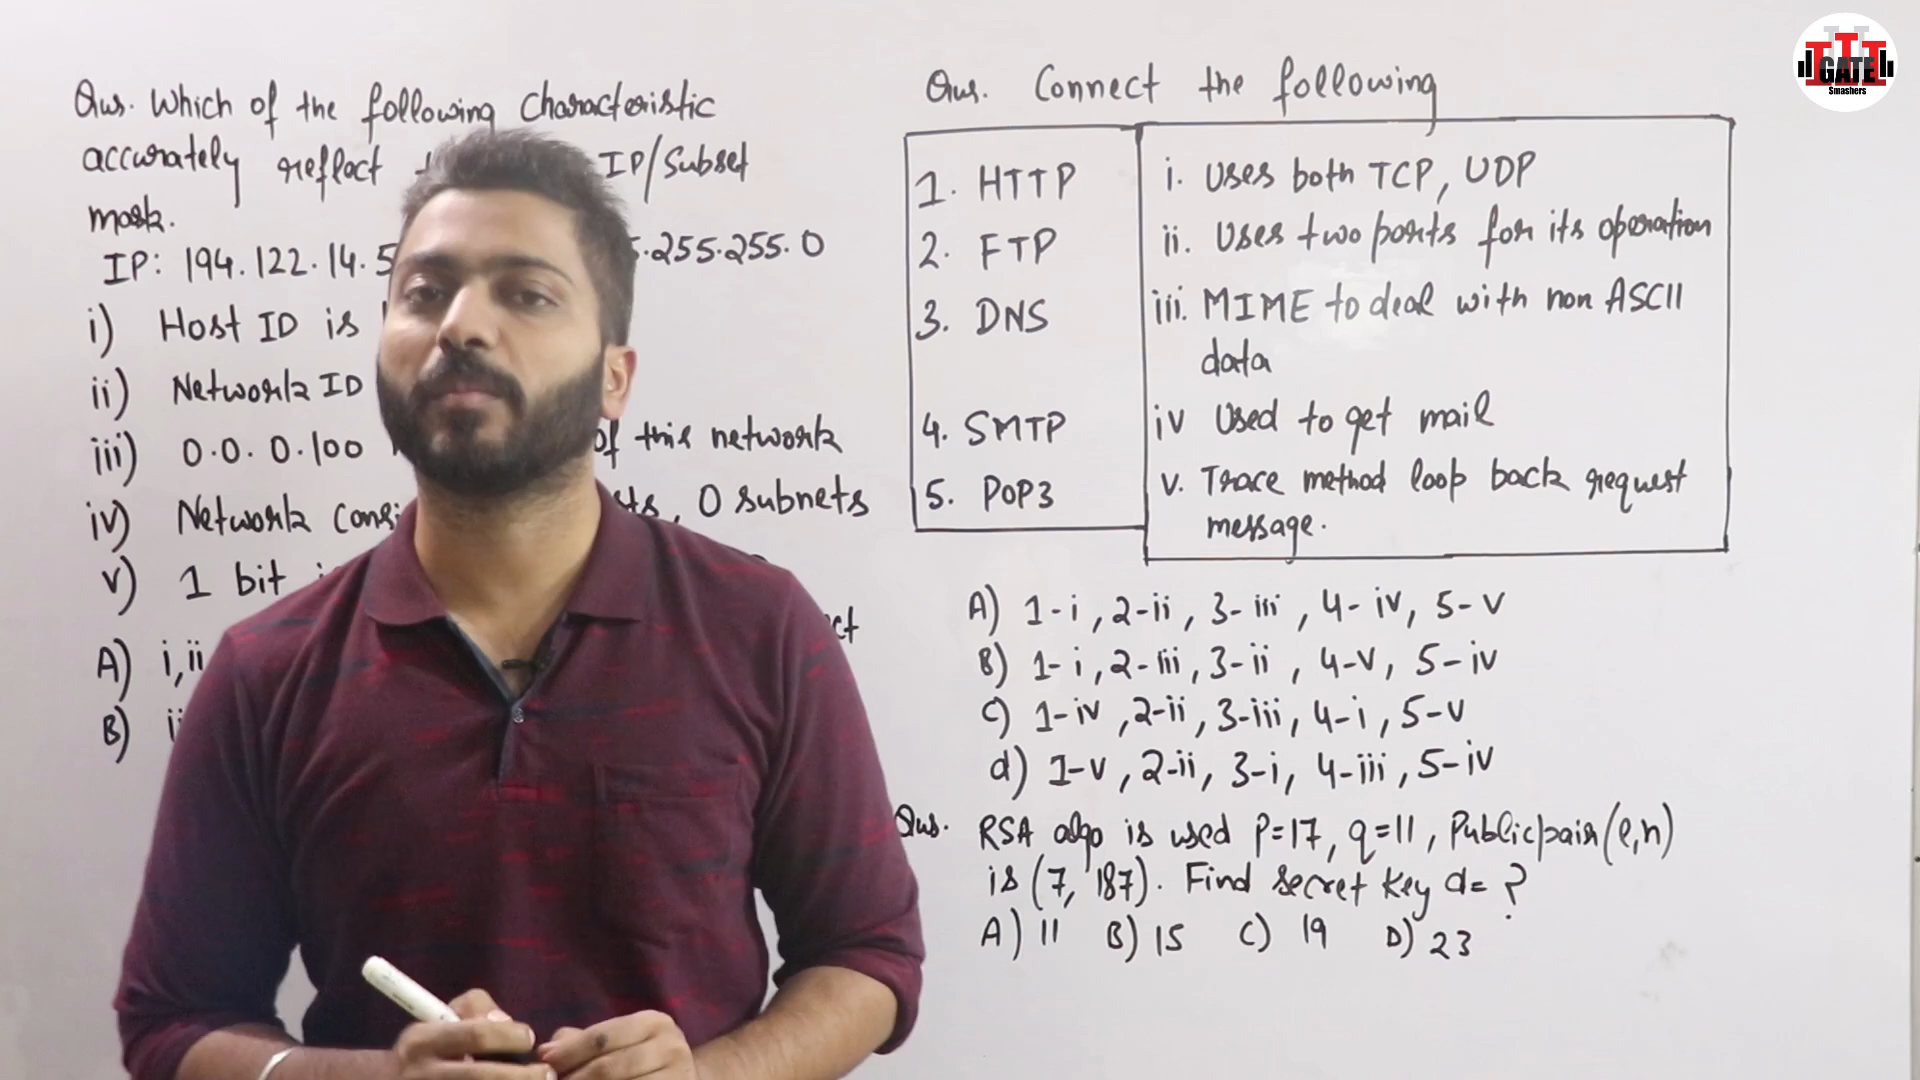 Qus. Which of the following characteristic
accurately reflect IP/Subset
mask.
IP: 194.122.14.5 .255.255.0
i) Host ID is
ii) Network ID
iii) 0.0.0.100 of this network
iv) Network 0 subnets
v) 1 bit
A) i, ii
B)
Qus. Connect the following
1. HTTP
2. FTP
3. DNS
4. SMTP
5. POP3
i. Uses both TCP, UDP
ii. Uses two ports for its operation
iii. MIME to deal with non ASCII
data
iv Used to get mail
v. Trace method loop back request
message.
A) 1-i, 2-ii, 3-iii, 4-iv, 5-v
B) 1-i, 2-iii, 3-ii, 4-v, 5-iv
C) 1-iv, 2-ii, 3-iii, 4-i, 5-v
d) 1-v, 2-ii, 3-i, 4-iii, 5-iv
Qus. RSA algo is used P=17, q=11, Public pair (e,n)
is (7, 187). Find secret key d= ?
A) 11 B) 15 C) 19 D) 23
GATE
Smashers